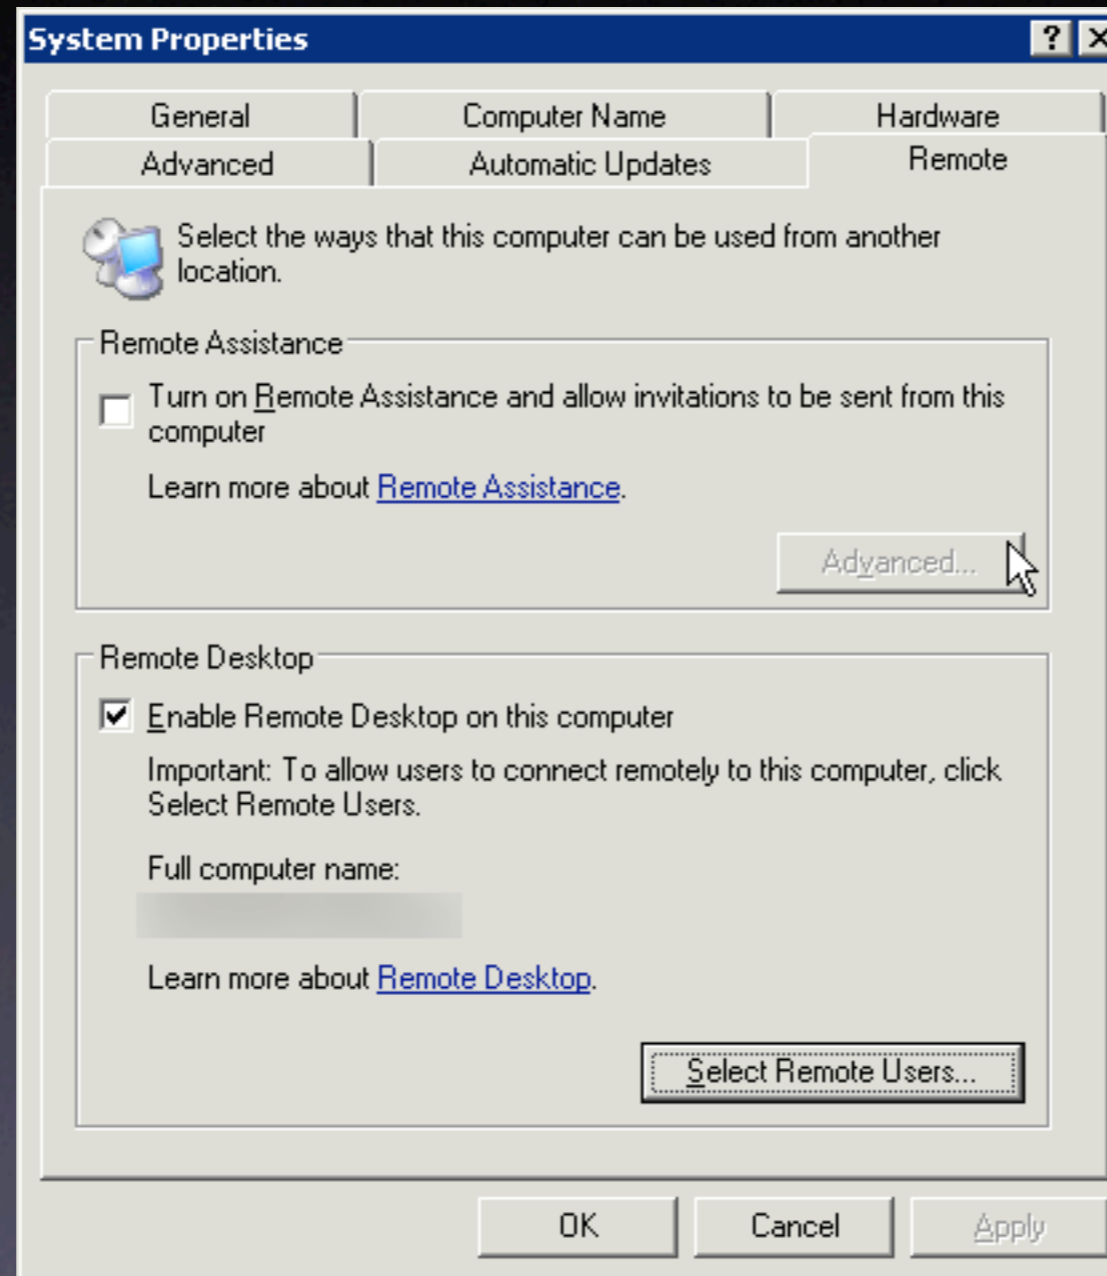 System Properties
General Computer Name Hardware
Advanced Automatic Updates Remote
Select the ways that this computer can be used from another
location.
Remote Assistance
Turn on Remote Assistance and allow invitations to be sent from this
computer
Learn more about Remote Assistance.
Advanced...
Remote Desktop
Enable Remote Desktop on this computer
Important: To allow users to connect remotely to this computer, click
Select Remote Users.
Full computer name:
Learn more about Remote Desktop.
Select Remote Users...
OK Cancel Apply